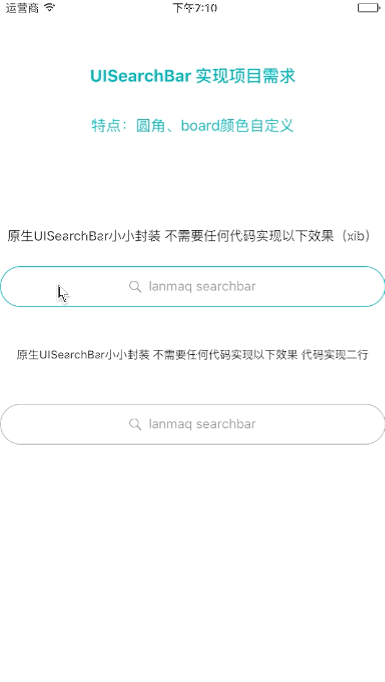 运营商 下午7:10
UISearchBar 实现项目需求
特点：圆角、board颜色自定义
原生UISearchBar小小封装 不需要任何代码实现以下效果（xib）
lanmaq searchbar
原生UISearchBar小小封装 不需要任何代码实现以下效果 代码实现二行
lanmaq searchbar